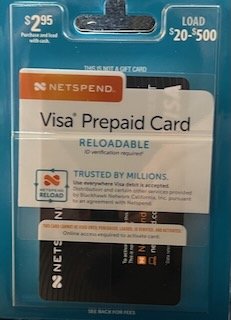 $2.95
Purchase and load
with cash.
LOAD
$20-$500
THIS IS NOT A GIFT CARD
NETSPEND
VISA
Visa® Prepaid Card
RELOADABLE
ID verification required
TRUSTED BY MILLIONS.
Use everywhere Visa debit is accepted.
Distribution and certain other services provided
by Blackhawk Network California, Inc. pursuant
to an agreement with Netspend.
NETSPEND
RELOAD
Online access required to activate card.
NETSPEND
SEE BACK FOR FEES